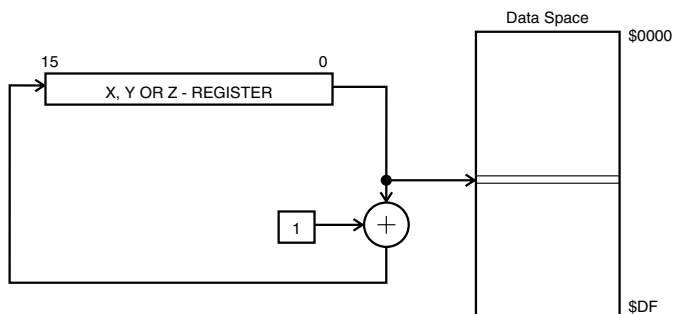 Data Space
$0000
15 0
X, Y OR Z - REGISTER
1
+
$DF